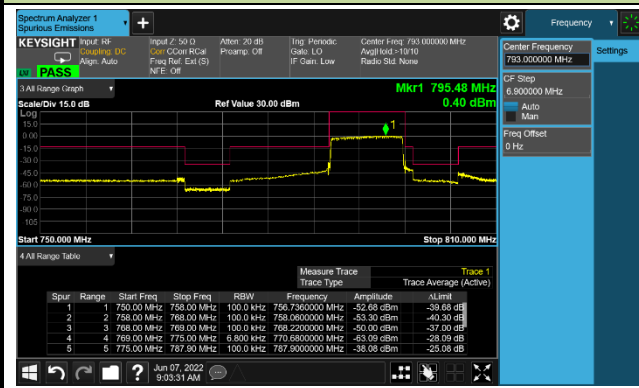 Spectrum Analyzer 1
Spurious Emissions
Frequency
KEYSIGHT Input: RF
Coupling: DC
Align: Auto
Input Z: 50 Ω
Corr CCorr RCal
Freq Ref: Ext (S)
NFE: Off
Atten: 20 dB
Preamp: Off
Trig: Periodic
Gate: LO
IF Gain: Low
Center Freq: 793.000000 MHz
Avg|Hold:>10/10
Radio Std: None
PASS
Center Frequency
793.000000 MHz
Settings
CF Step
6.900000 MHz
Auto
Man
Freq Offset
0 Hz
3 All Range Graph
Mkr1 795.48 MHz
Scale/Div 15.0 dB
Ref Value 30.00 dBm
0.40 dBm
Log
15.0
0.00
-15.0
-30.0
-45.0
-60.0
-75.0
-90.0
-105
1
Start 750.000 MHz
Stop 810.000 MHz
4 All Range Table
Measure Trace Trace 1
Trace Type Trace Average (Active)
Spur Range Start Freq Stop Freq RBW Frequency Amplitude ΔLimit
1 1 750.00 MHz 758.00 MHz 100.0 kHz 756.7360000 MHz -52.68 dBm -39.68 dB
2 2 758.00 MHz 768.00 MHz 100.0 kHz 758.0600000 MHz -53.30 dBm -40.30 dB
3 3 768.00 MHz 769.00 MHz 100.0 kHz 768.2200000 MHz -50.00 dBm -37.00 dB
4 4 769.00 MHz 775.00 MHz 6.800 kHz 770.6800000 MHz -63.09 dBm -28.09 dB
5 5 775.00 MHz 787.90 MHz 100.0 kHz 787.9000000 MHz -38.08 dBm -25.08 dB
Jun 07, 2022
9:03:31 AM